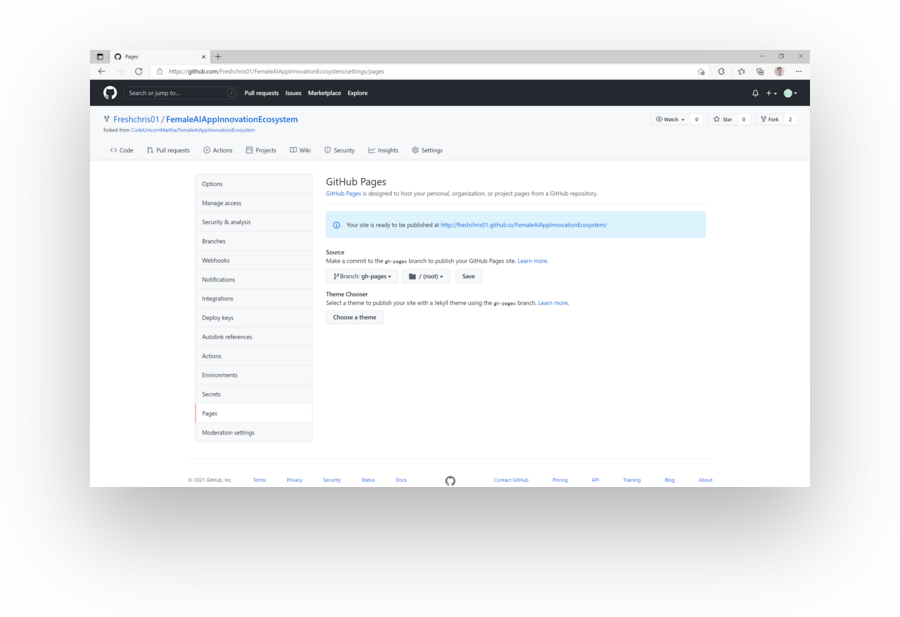 Pages
https://github.com/Freshchris01/FemaleAIAppInnovationEcosystem/settings/pages
Search or jump to...
/
Pull requests Issues Marketplace Explore
Freshchris01 / FemaleAIAppInnovationEcosystem
Watch 0 Star 0 Fork 2
forked from CodeUnicornMartha/FemaleAIAppInnovationEcosystem
Code Pull requests Actions Projects Wiki Security Insights Settings
Options
Manage access
Security & analysis
Branches
Webhooks
Notifications
Integrations
Deploy keys
Autolink references
Actions
Environments
Secrets
Pages
Moderation settings
GitHub Pages
GitHub Pages is designed to host your personal, organization, or project pages from a GitHub repository.
Your site is ready to be published at http://freshchris01.github.io/FemaleAIAppInnovationEcosystem/
Source
Make a commit to the gh-pages branch to publish your GitHub Pages site. Learn more.
Branch: gh-pages / (root) Save
Theme Chooser
Select a theme to publish your site with a Jekyll theme using the gh-pages branch. Learn more.
Choose a theme
© 2021 GitHub, Inc. Terms Privacy Security Status Docs Contact GitHub Pricing API Training Blog About